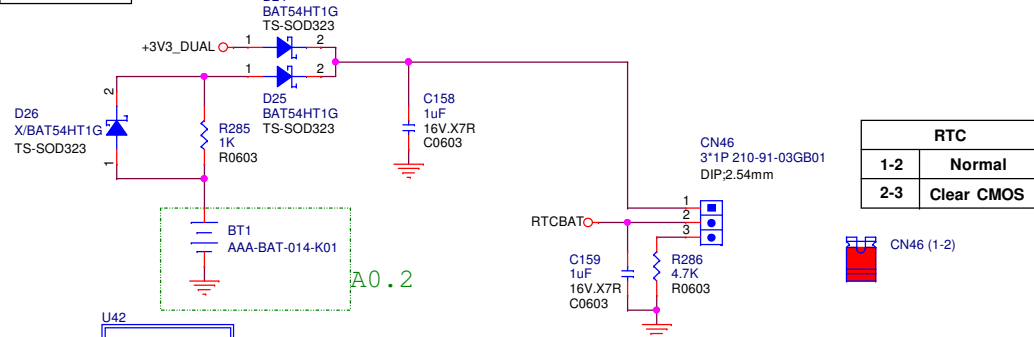 BAT54HT1G
TS-SOD323
+3V3_DUAL
1
2
1
2
D25
BAT54HT1G
TS-SOD323
D26
X/BAT54HT1G
TS-SOD323
2
1
R285
1K
R0603
C158
1uF
16V.X7R
C0603
BT1
AAA-BAT-014-K01
A0.2
U42
CN46
3*1P 210-91-03GB01
DIP;2.54mm
1
2
3
RTCBAT
C159
1uF
16V.X7R
C0603
R286
4.7K
R0603
RTC
1-2 Normal
2-3 Clear CMOS
CN46 (1-2)